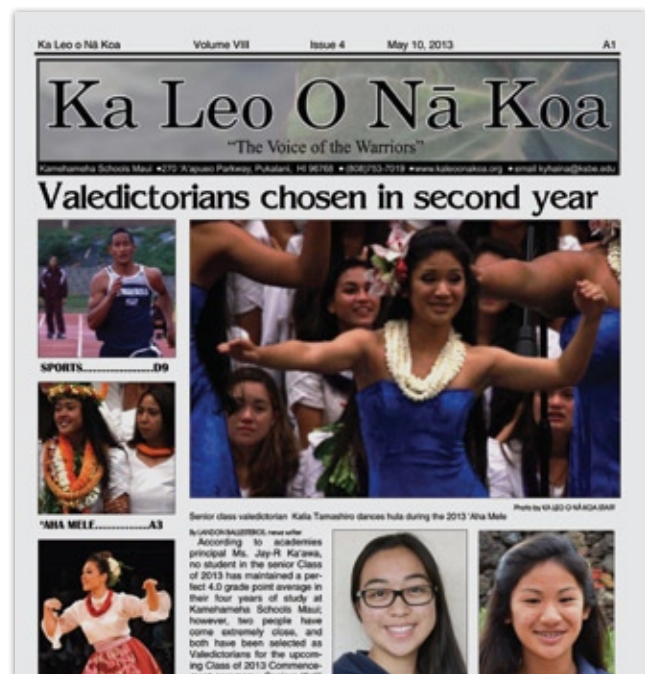 Ka Leo o Nā Koa Volume VIII Issue 4 May 10, 2013 A1
Ka Leo O Nā Koa
“The Voice of the Warriors”
Kamehameha Schools Maui •270 ‘A‘apueo Parkway, Pukalani, HI 96768 • (808)753-7019 •www.kaleoonakoa.org •email kyhaina@ksbe.edu
Valedictorians chosen in second year
SPORTS........................D9
‘AHA MELE..................A3
Photo by KA LEO O NĀ KOA STAFF
Senior class valedictorian Kalia Tamashiro dances hula during the 2013 ‘Aha Mele
By LANDON BALLESTEROS, news writer
According to academies
principal Ms. Jay-R Ka‘awa,
no student in the senior Class
of 2013 has maintained a per-
fect 4.0 grade point average in
their four years of study at
Kamehameha Schools Maui;
however, two people have
come extremely close, and
both have been selected as
Valedictorians for the upcom-
ing Class of 2013 Commence-